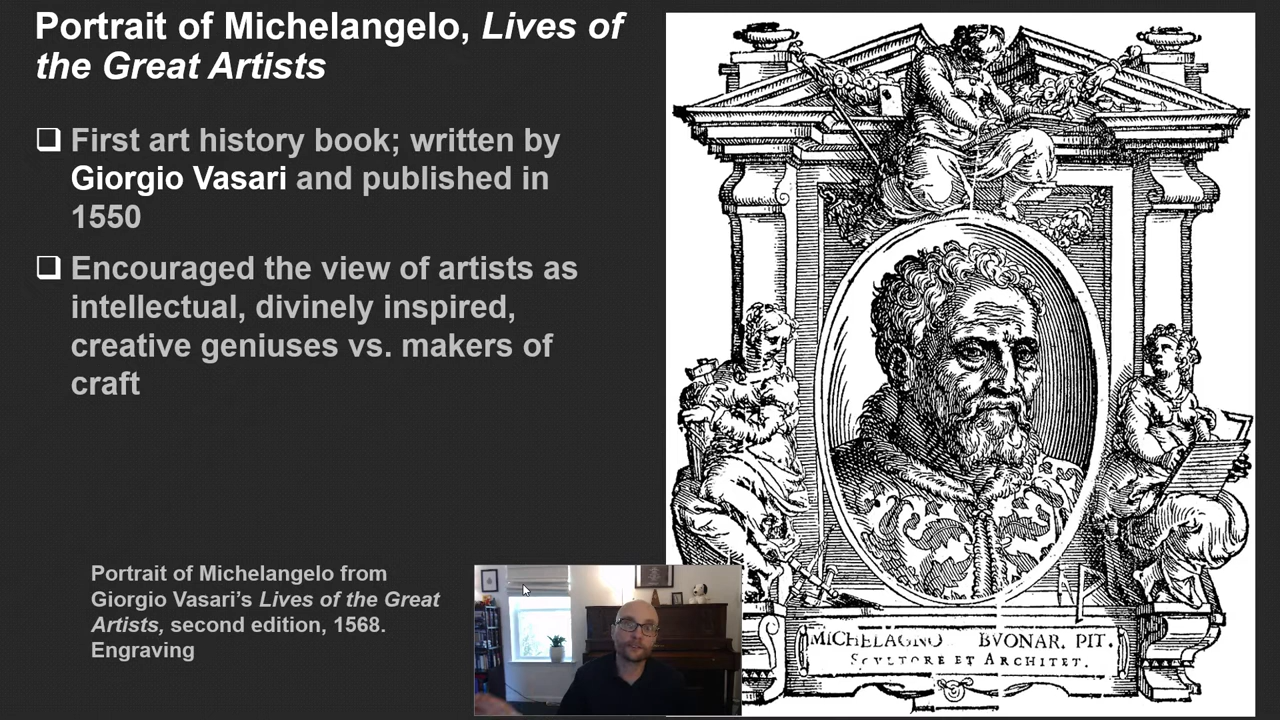 Portrait of Michelangelo, Lives of
the Great Artists
First art history book; written by
Giorgio Vasari and published in
1550
Encouraged the view of artists as
intellectual, divinely inspired,
creative geniuses vs. makers of
craft
Portrait of Michelangelo from
Giorgio Vasari’s Lives of the Great
Artists, second edition, 1568.
Engraving
MICHELAGNO BVONAR. PIT.
SCVLTORE ET ARCHITET.